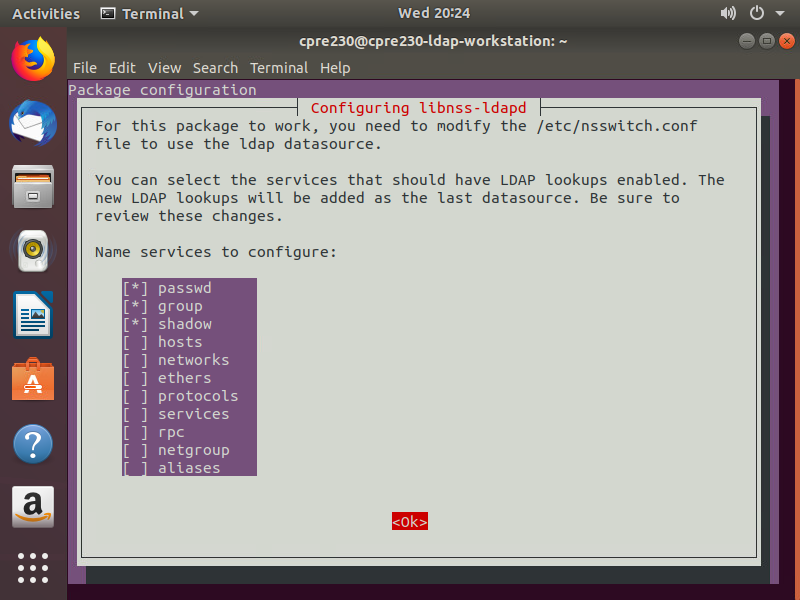 Activities Terminal Wed 20:24
cpre230@cpre230-ldap-workstation: ~
File Edit View Search Terminal Help
Package configuration
Configuring libnss-ldapd
For this package to work, you need to modify the /etc/nsswitch.conf
file to use the ldap datasource.
You can select the services that should have LDAP lookups enabled. The
new LDAP lookups will be added as the last datasource. Be sure to
review these changes.
Name services to configure:
[*] passwd
[*] group
[*] shadow
[ ] hosts
[ ] networks
[ ] ethers
[ ] protocols
[ ] services
[ ] rpc
[ ] netgroup
[ ] aliases
<Ok>